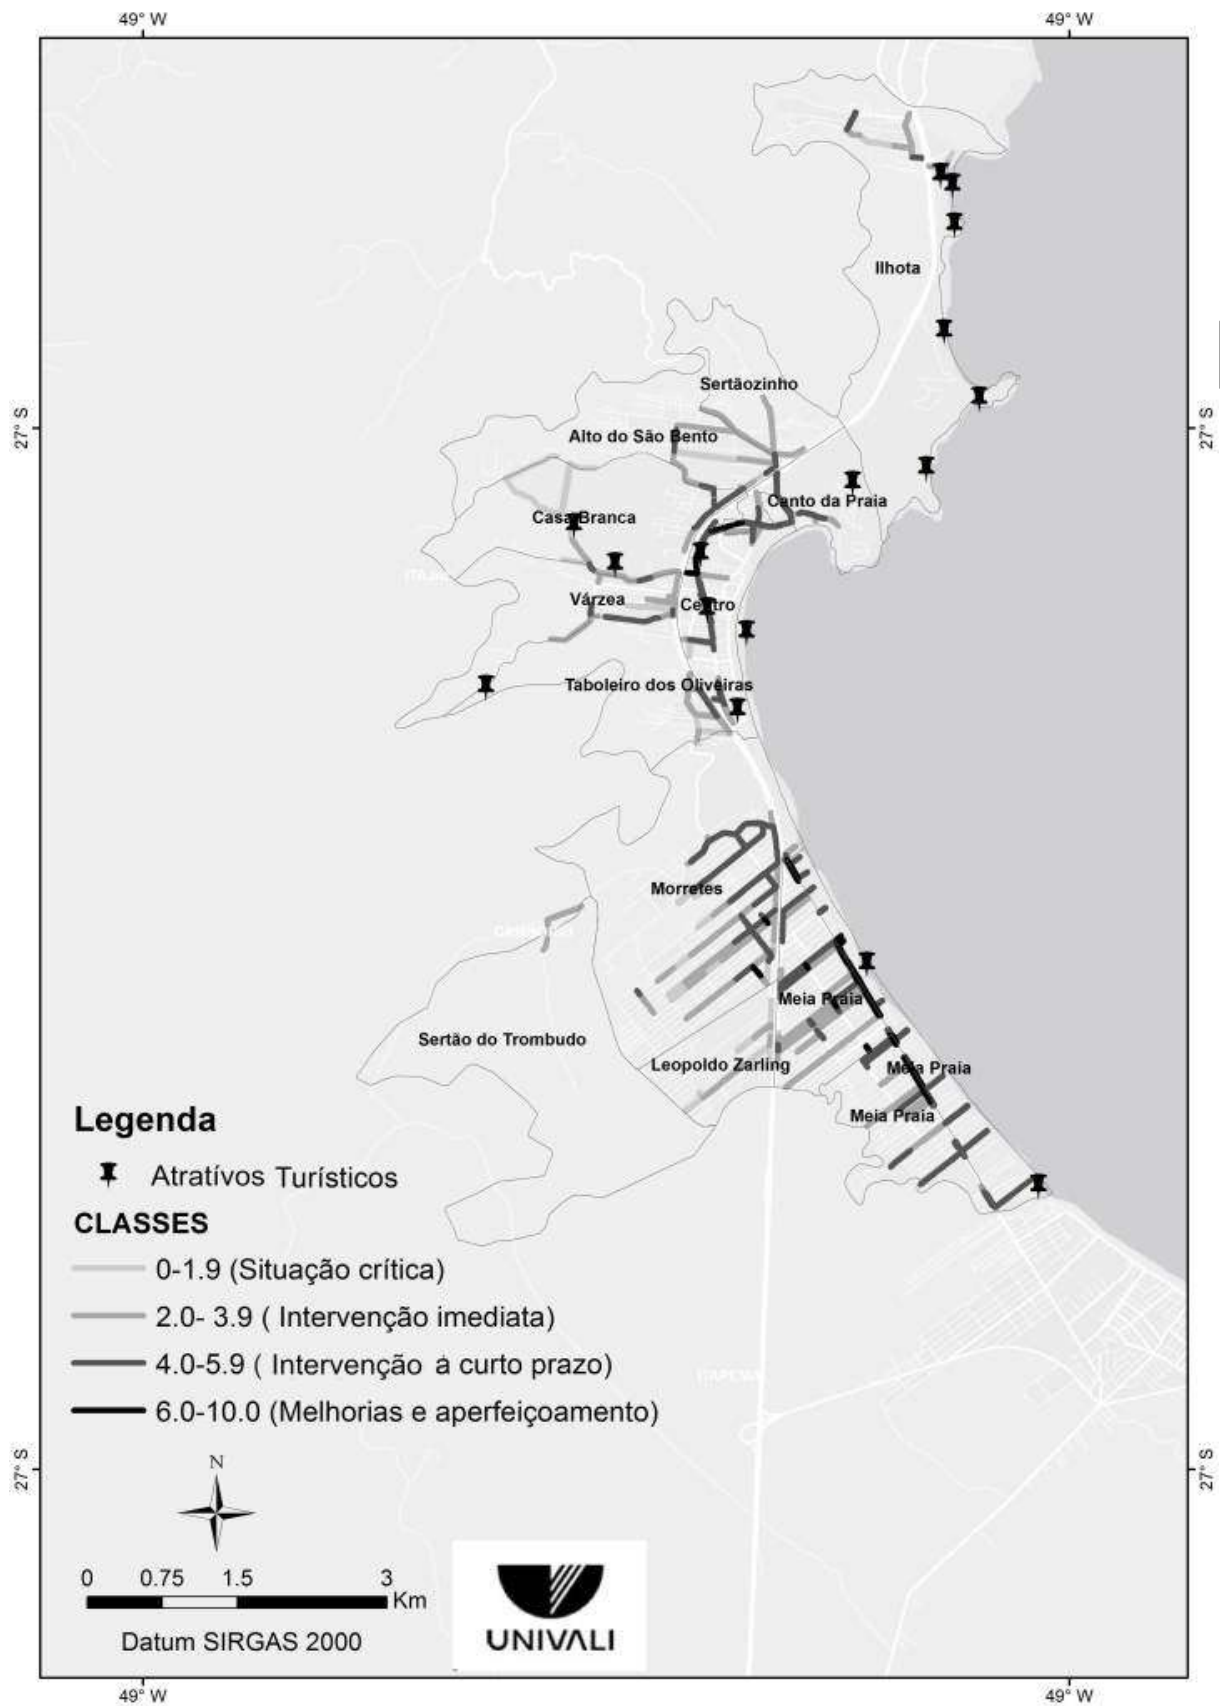 49° W
49° W
Ilhota
Sertãozinho
27° S
27° S
Alto do São Bento
Canto da Praia
Casa Branca
Várzea
Centro
Taboleiro dos Oliveiras
Morretes
Meia Praia
Sertão do Trombudo
Leopoldo Zarling
Meia Praia
Meia Praia
Legenda
Atratívos Turísticos
CLASSES
0-1.9 (Situação crítica)
2.0- 3.9 ( Intervenção imediata)
4.0-5.9 ( Intervenção à curto prazo)
6.0-10.0 (Melhorias e aperfeiçoamento)
N
27° S
27° S
0 0.75 1.5 3
Km
Datum SIRGAS 2000
UNIVALI
49° W
49° W